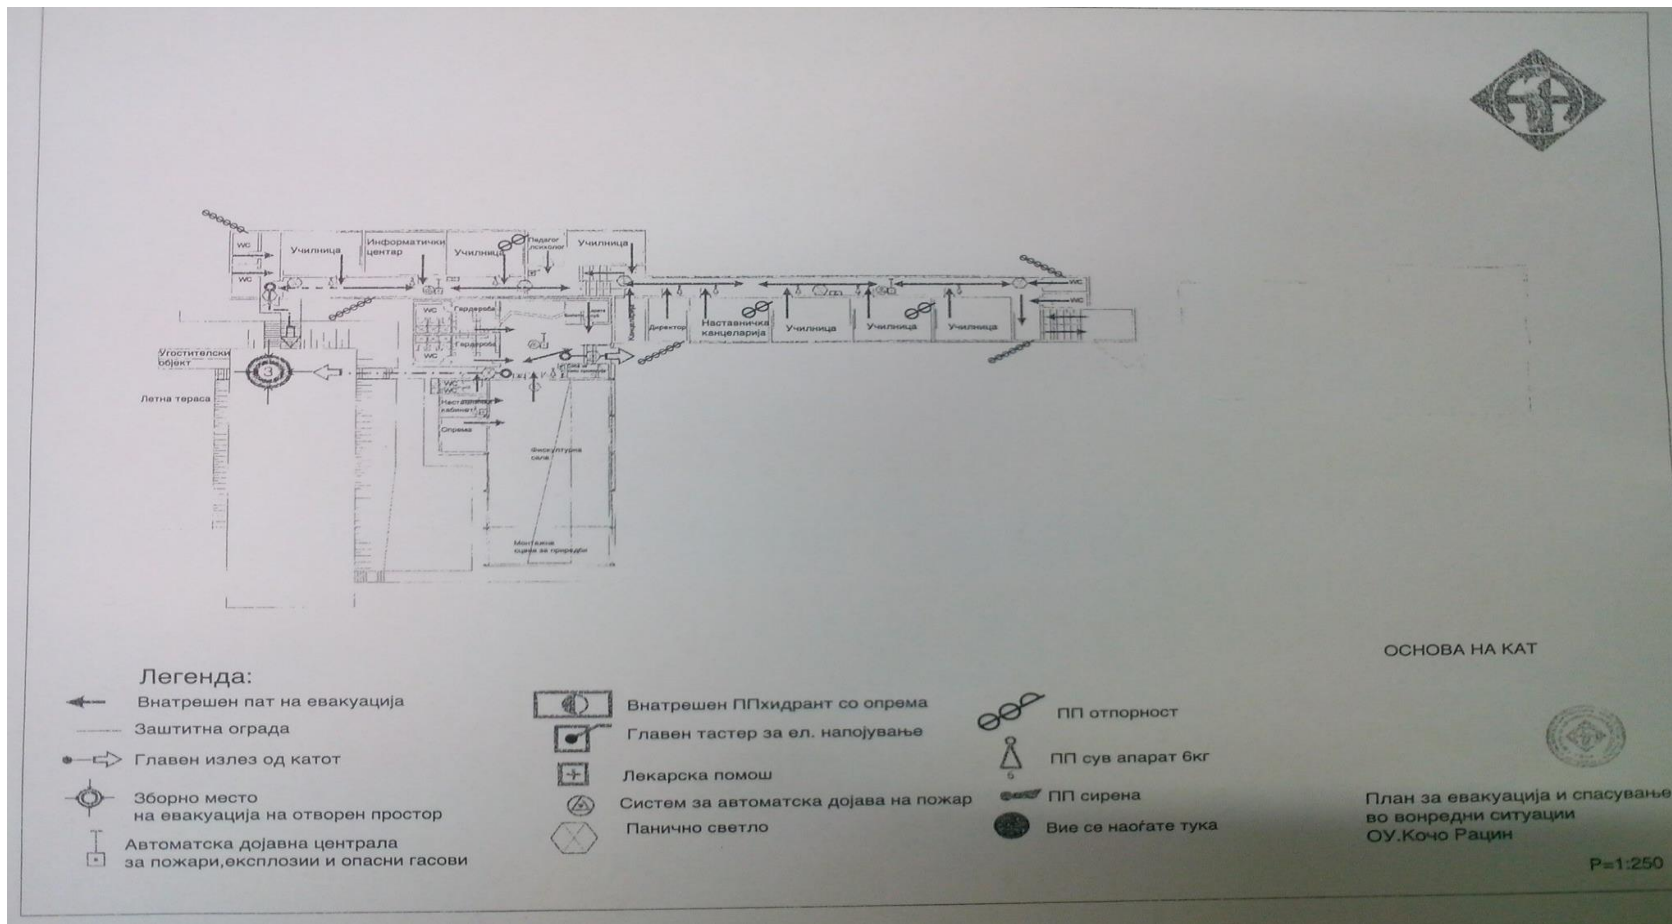 WC
Училница
Информатички
центар
Училница
Педагог
психолог
Училница
WC
WC
WC
WC
Гардероба
Директор
Наставничка
канцеларија
Училница
Училница
Училница
Гардероба
WC
Угостителски
објект
3
Летна тераса
WC
WC
кабинет
Опрема
Фискултурна
сала
Монтажна
сцена за приредби
ОСНОВА НА КАТ
Легенда:
Внатрешен пат на евакуација
Заштитна ограда
Главен излез од катот
Зборно место
на евакуација на отворен простор
Автоматска дојавна централа
за пожари,експлозии и опасни гасови
Внатрешен ППхидрант со опрема
Главен тастер за ел. напојување
Лекарска помош
Систем за автоматска дојава на пожар
Панично светло
ПП отпорност
6
ПП сув апарат 6кг
ПП сирена
Вие се наоѓате тука
План за евакуација и спасување
во вонредни ситуации
ОУ.Кочо Рацин
Р=1:250